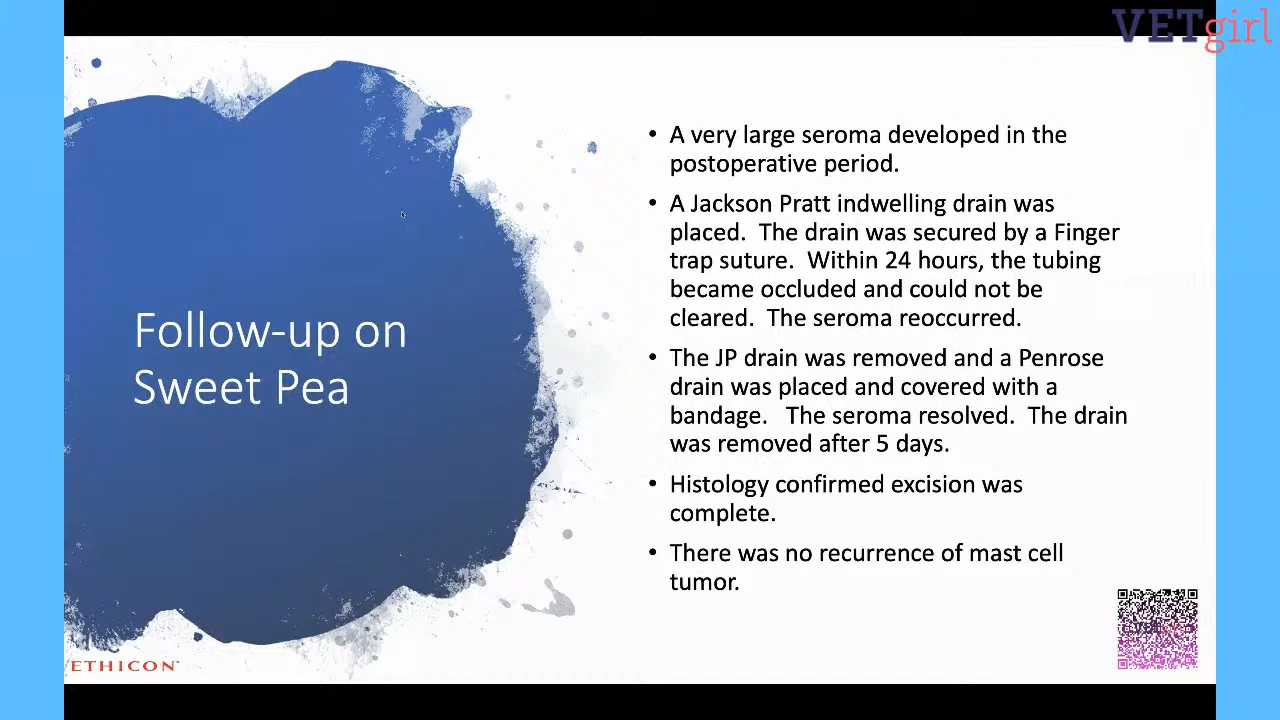 VETgirl
Follow-up on
Sweet Pea
• A very large seroma developed in the
postoperative period.
• A Jackson Pratt indwelling drain was
placed.  The drain was secured by a Finger
trap suture.  Within 24 hours, the tubing
became occluded and could not be
cleared.  The seroma reoccurred.
• The JP drain was removed and a Penrose
drain was placed and covered with a
bandage.   The seroma resolved.  The drain
was removed after 5 days.
• Histology confirmed excision was
complete.
• There was no recurrence of mast cell
tumor.
ETHICON™